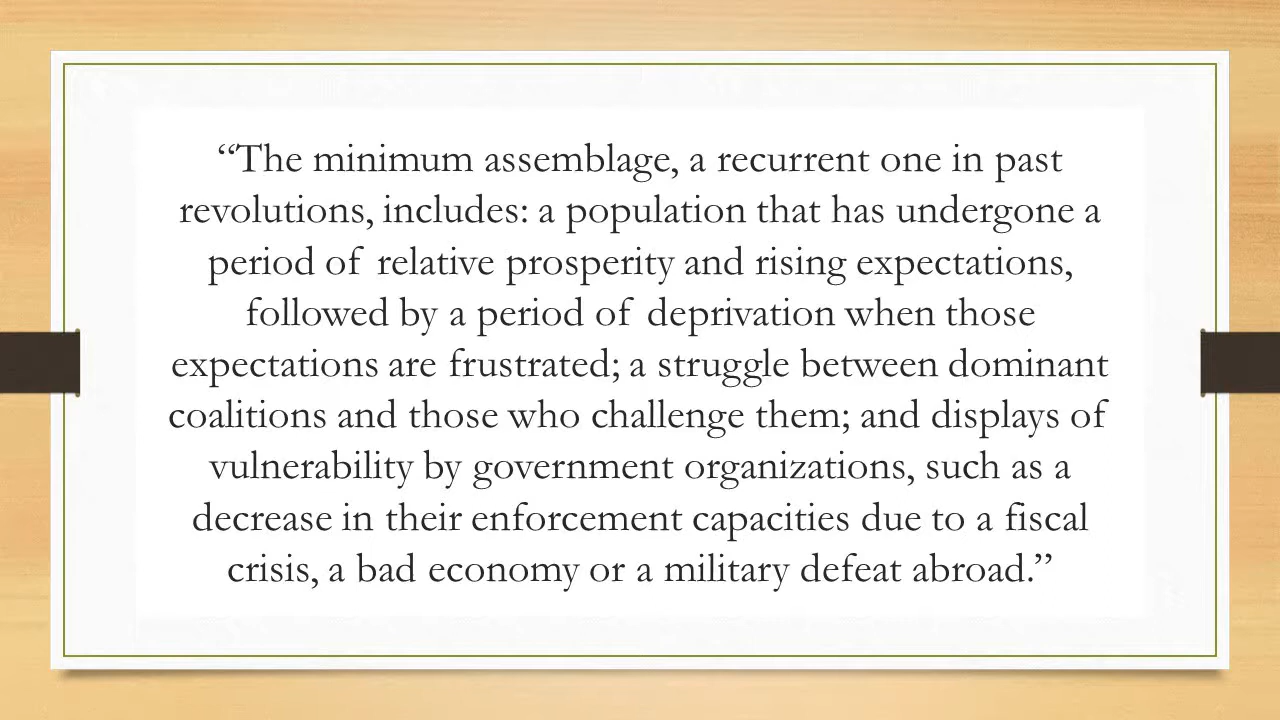 “The minimum assemblage, a recurrent one in past
revolutions, includes: a population that has undergone a
period of relative prosperity and rising expectations,
followed by a period of deprivation when those
expectations are frustrated; a struggle between dominant
coalitions and those who challenge them; and displays of
vulnerability by government organizations, such as a
decrease in their enforcement capacities due to a fiscal
crisis, a bad economy or a military defeat abroad.”